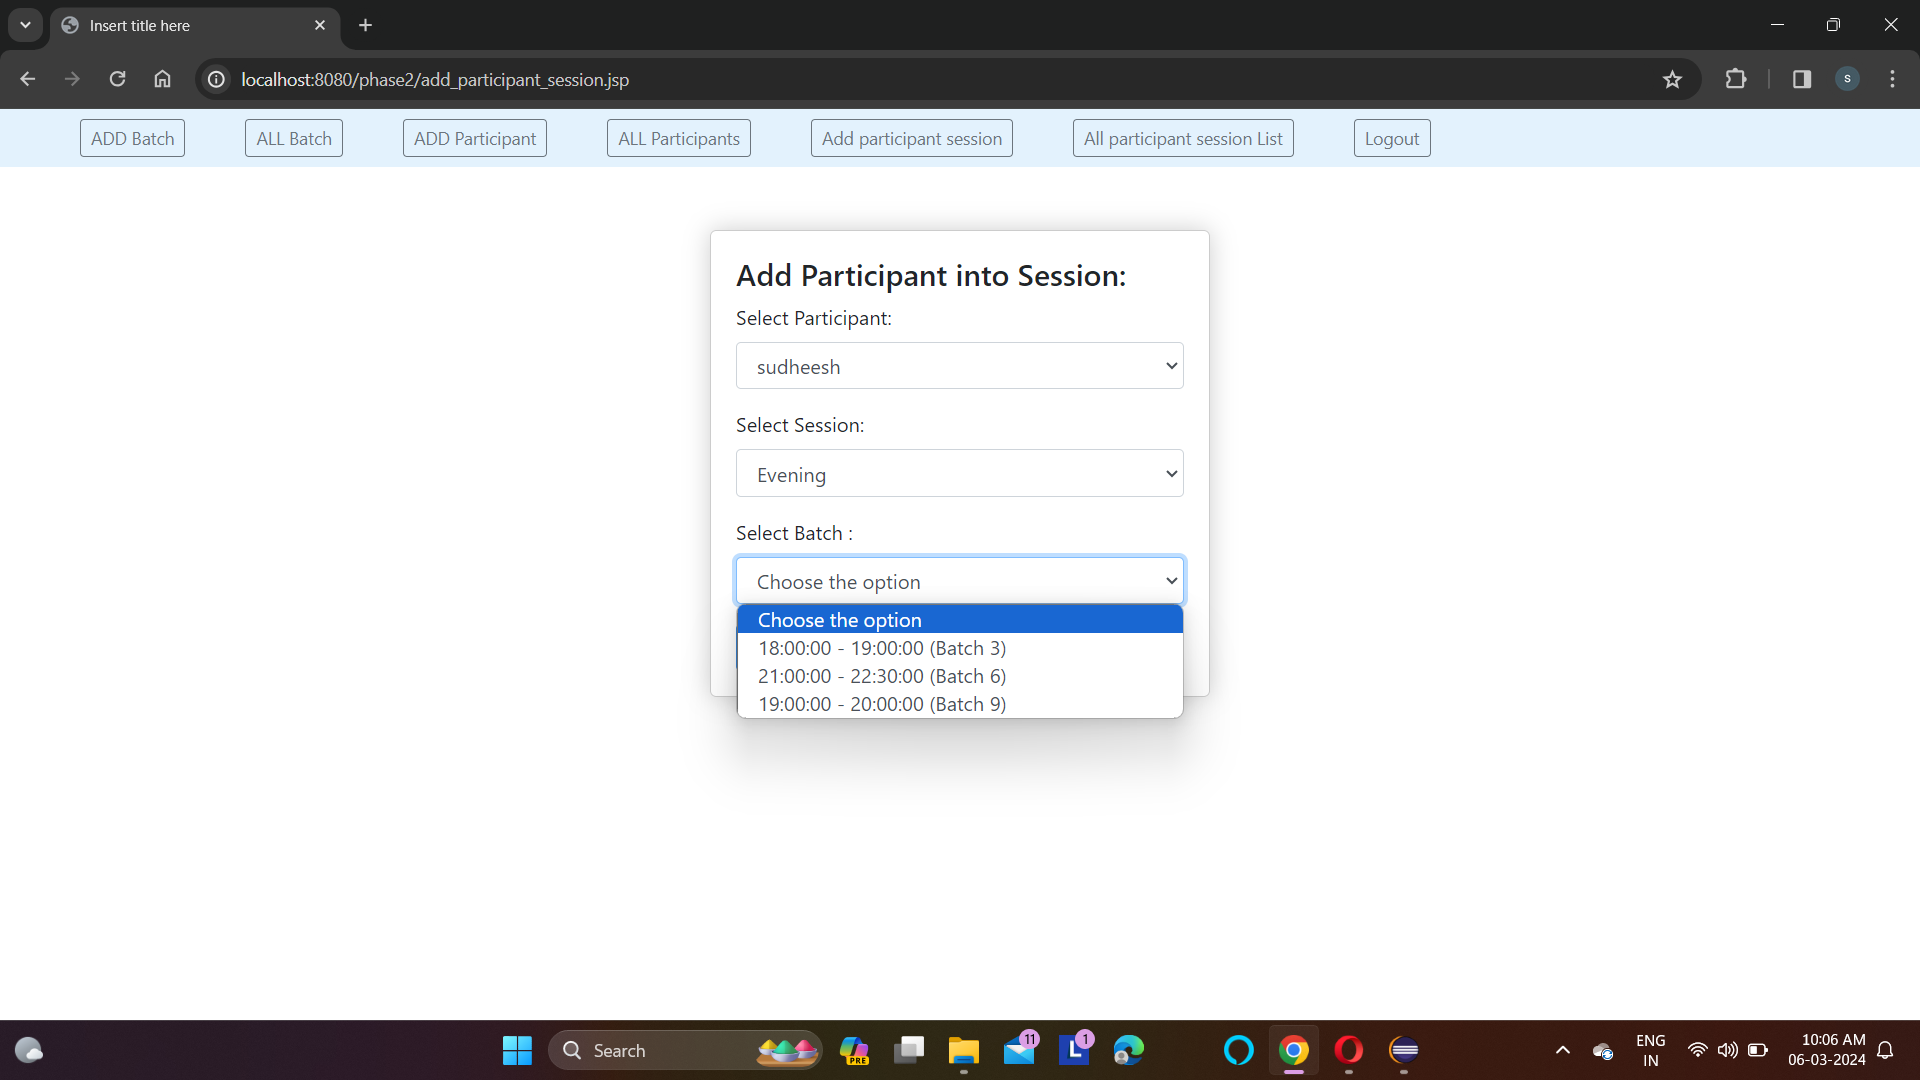 Insert title here
localhost:8080/phase2/add_participant_session.jsp
S
ADD Batch
ALL Batch
ADD Participant
ALL Participants
Add participant session
All participant session List
Logout
Add Participant into Session:
Select Participant:
sudheesh
Select Session:
Evening
Select Batch :
Choose the option
Choose the option
18:00:00 - 19:00:00 (Batch 3)
21:00:00 - 22:30:00 (Batch 6)
19:00:00 - 20:00:00 (Batch 9)
Search
PRE
11
L
1
ENG
IN
10:06 AM
06-03-2024